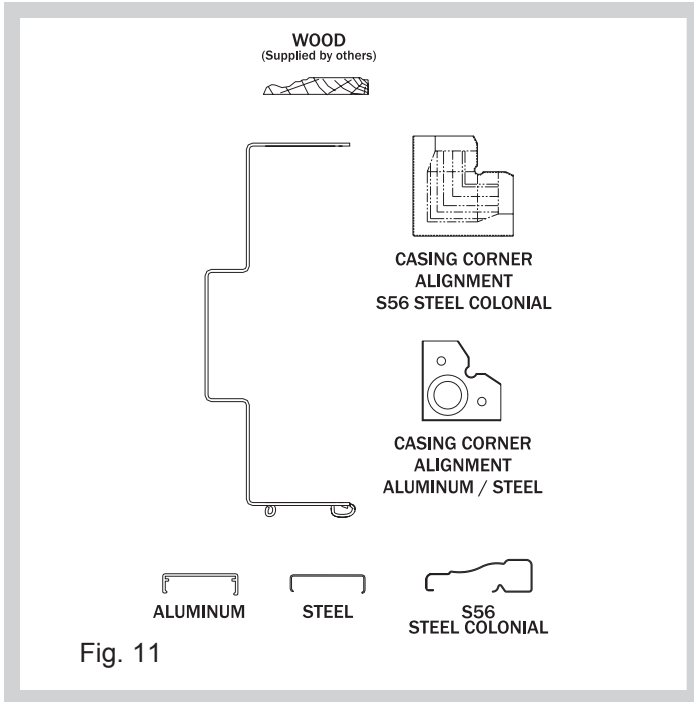 WOOD
(Supplied by others)
CASING CORNER
ALIGNMENT
S56 STEEL COLONIAL
CASING CORNER
ALIGNMENT
ALUMINUM / STEEL
ALUMINUM
STEEL
S56
STEEL COLONIAL
Fig. 11